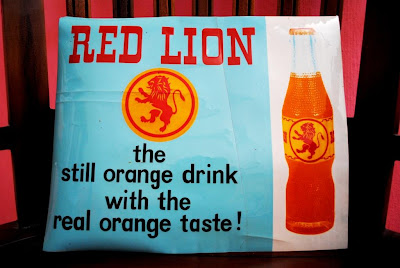 RED LION
the
still orange drink
with the
real orange taste!